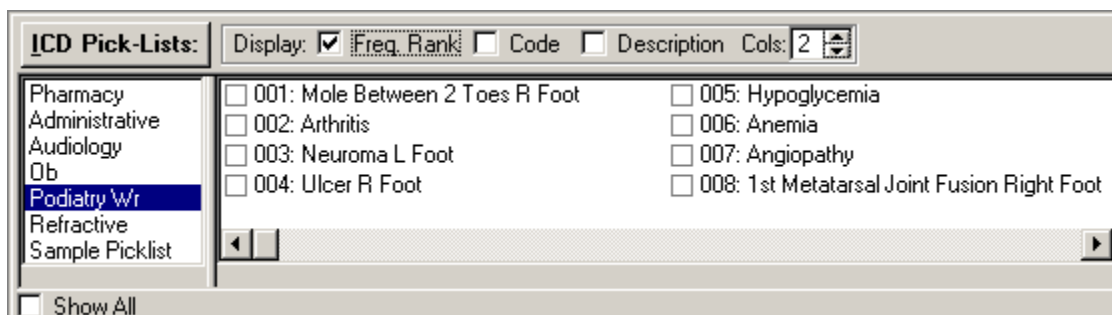 ICD Pick-Lists: Display: Freq. Rank Code Description Cols: 2
Pharmacy
Administrative
Audiology
Ob
Podiatry Wr
Refractive
Sample Picklist
001: Mole Between 2 Toes R Foot
002: Arthritis
003: Neuroma L Foot
004: Ulcer R Foot
005: Hypoglycemia
006: Anemia
007: Angiopathy
008: 1st Metatarsal Joint Fusion Right Foot
Show All